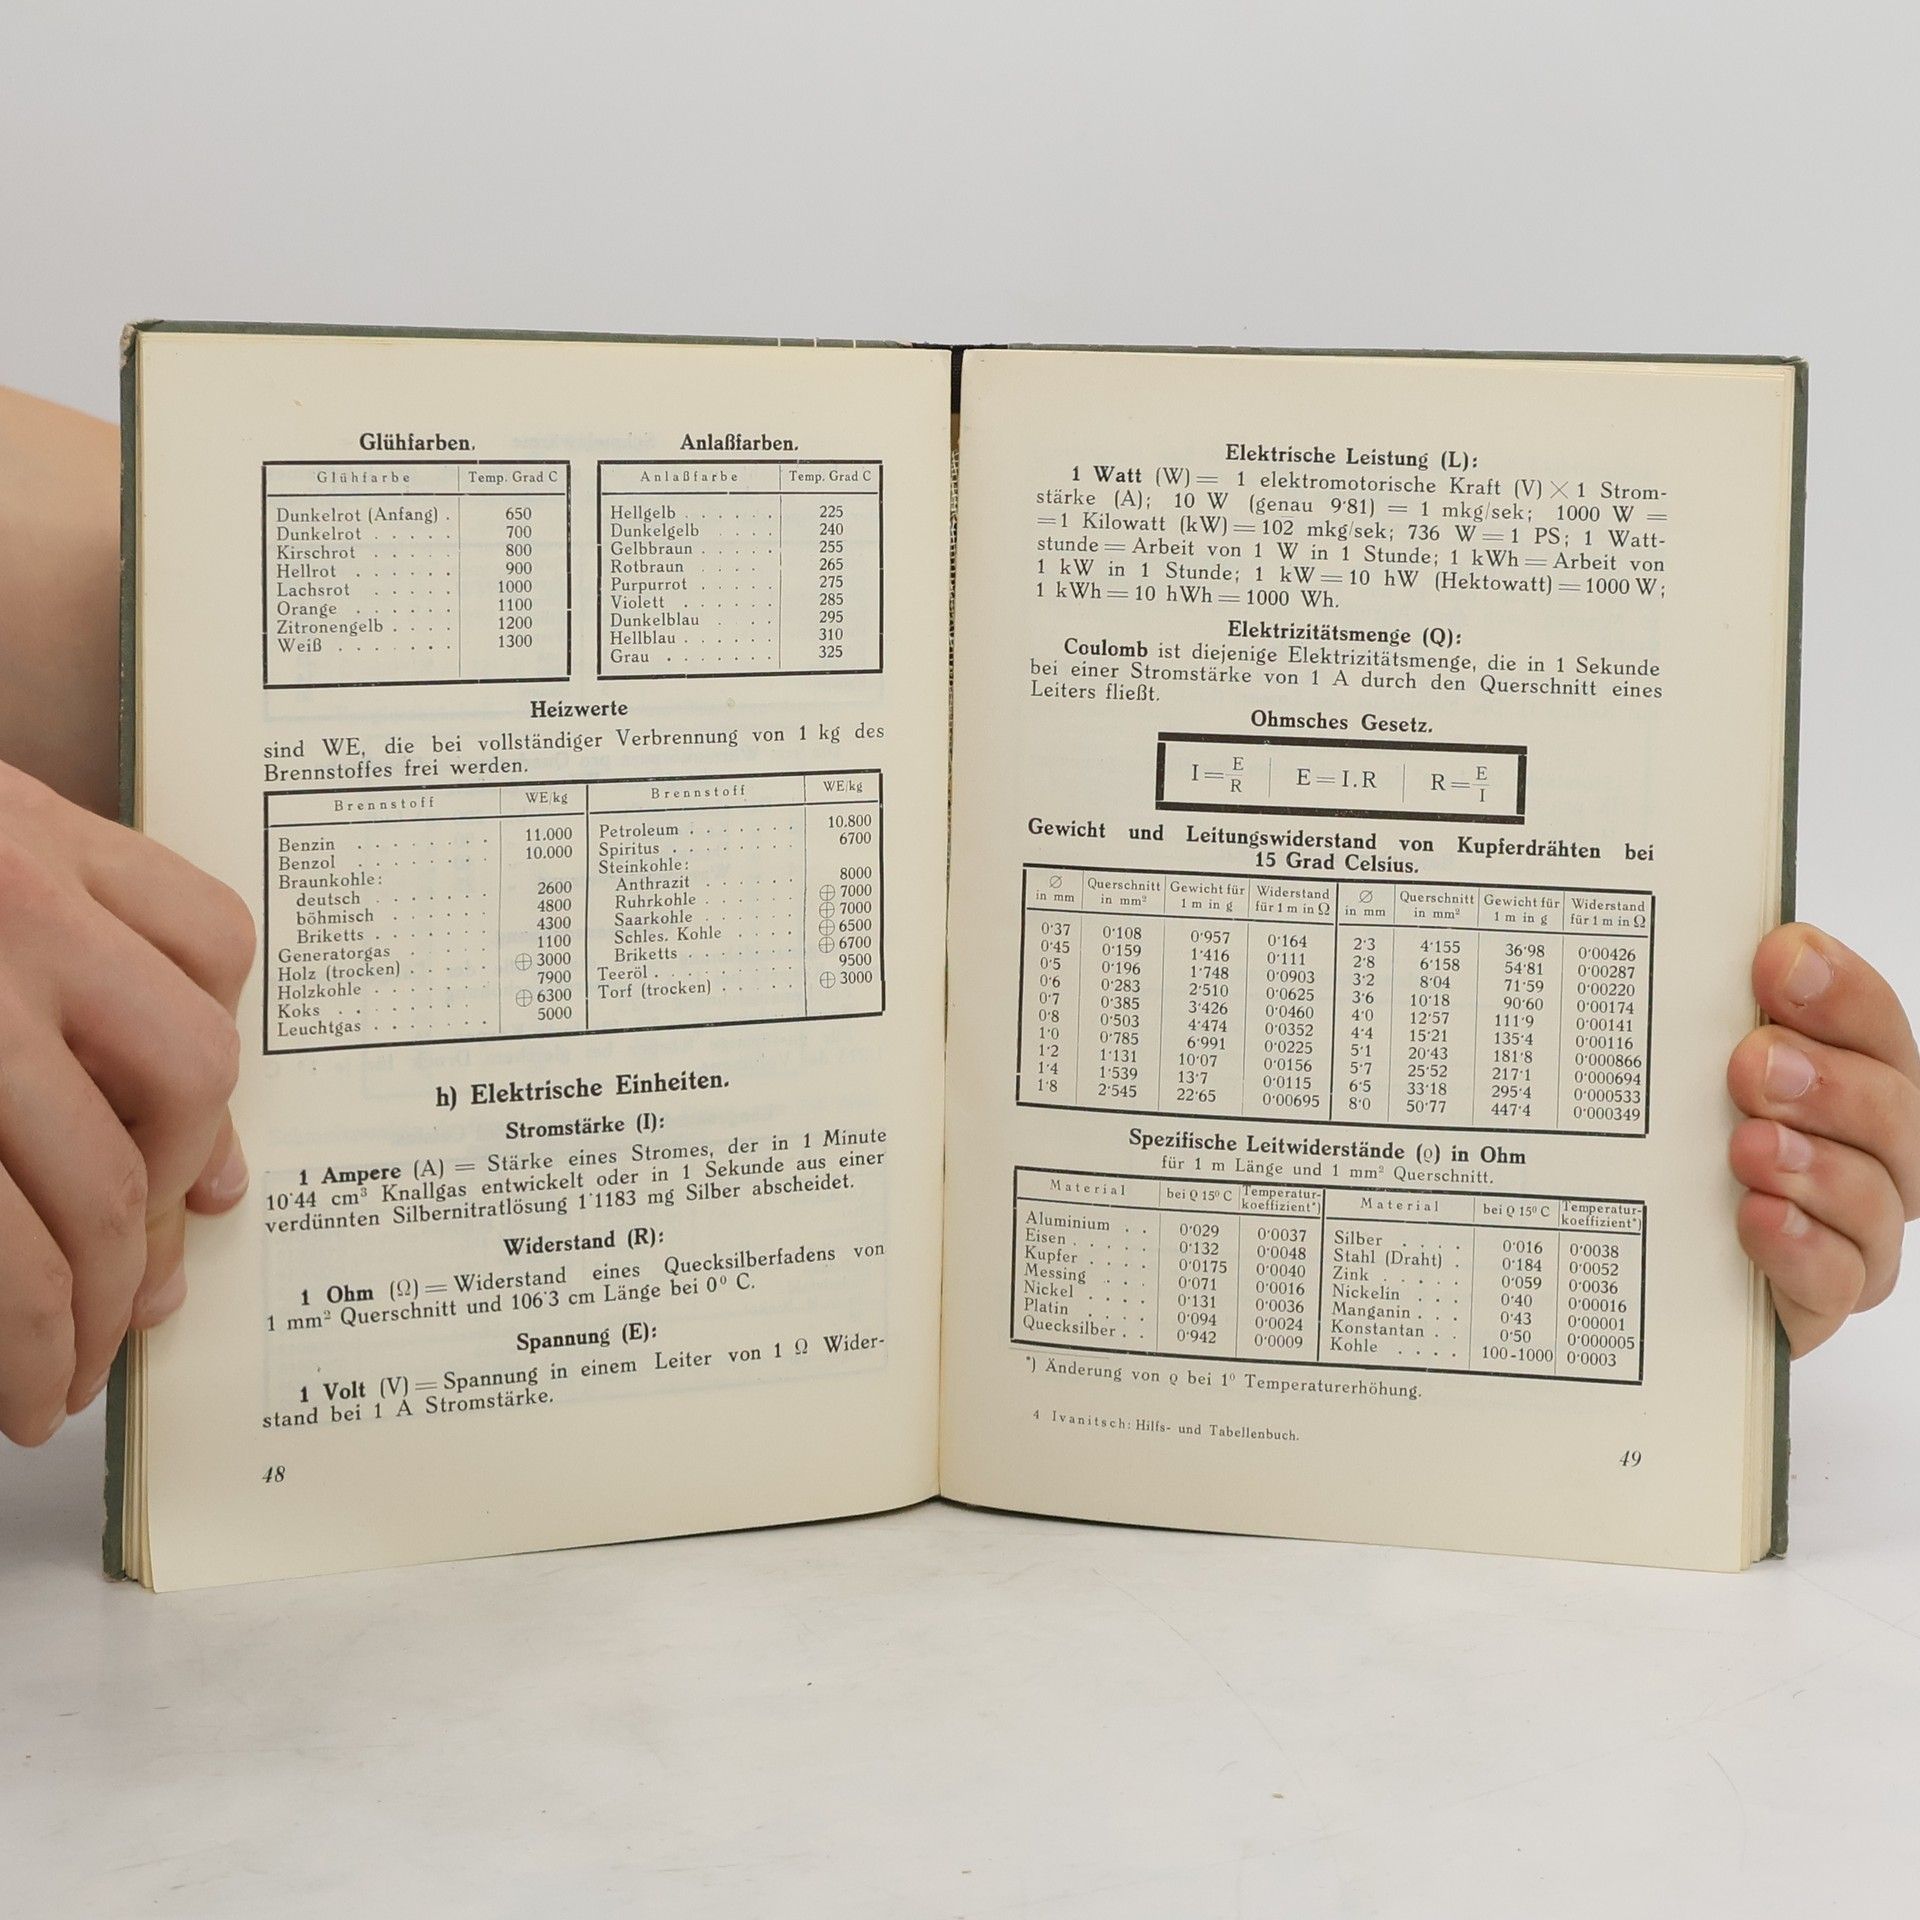 Glühfarben.
Glühfarbe Temp. Grad C
Dunkelrot (Anfang) . 650
Dunkelrot . . . . . 700
Kirschrot . . . . . 800
Hellrot . . . . . . 900
Lachsrot . . . . . 1000
Orange . . . . . . 1100
Zitronengelb . . . . 1200
Weiß . . . . . . . 1300
Anlaßfarben.
Anlaßfarbe Temp. Grad C
Hellgelb . . . . . . 225
Dunkelgelb . . . . 240
Gelbbraun . . . . . 255
Rotbraun . . . . 265
Purpurrot . . . . . 275
Violett . . . . . . 285
Dunkelblau . . . 295
Hellblau . . . . . . 310
Grau . . . . . . . 325
Heizwerte
sind WE, die bei vollständiger Verbrennung von 1 kg des
Brennstoffes frei werden.
Brennstoff WE/kg Brennstoff WE/kg
Benzin . . . . . . . . 11.000
Benzol . . . . . . . 10.000
Braunkohle:
deutsch . . . . . . 2600
böhmisch . . . . . . 4800
Briketts . . . . . . . 4300
Generatorgas . . . . 1100
Holz (trocken) . . . . . ⊕ 3000
Holzkohle . . . . . . . 7900
Koks . . . . . . . . ⊕ 6300
Leuchtgas . . . . . . . 5000
Petroleum . . . . . . . 10.800
Spiritus . . . . . . . . 6700
Steinkohle:
Anthrazit . . . . . . 8000
Ruhrkohle . . . . . . ⊕ 7000
Saarkohle . . . . . . ⊕ 7000
Schles. Kohle . . . . ⊕ 6500
Briketts . . . . . . . ⊕ 6700
Teeröl . . . . . . . . . 9500
Torf (trocken) . . . . . ⊕ 3000
h) Elektrische Einheiten.
Stromstärke (I):
1 Ampere (A) = Stärke eines Stromes, der in 1 Minute
10·44 cm³ Knallgas entwickelt oder in 1 Sekunde aus einer
verdünnten Silbernitratlösung 1·1183 mg Silber abscheidet.
Widerstand (R):
1 Ohm (Ω) = Widerstand eines Quecksilberfadens von
1 mm² Querschnitt und 106·3 cm Länge bei 0⁰ C.
Spannung (E):
1 Volt (V) = Spannung in einem Leiter von 1 Ω Wider-
stand bei 1 A Stromstärke.
48
Elektrische Leistung (L):
1 Watt (W) = 1 elektromotorische Kraft (V) × 1 Strom-
stärke (A); 10 W (genau 9·81) = 1 mkg/sek; 1000 W =
= 1 Kilowatt (kW) = 102 mkg/sek; 736 W = 1 PS; 1 Watt-
stunde = Arbeit von 1 W in 1 Stunde; 1 kWh = Arbeit von
1 kW in 1 Stunde; 1 kW = 10 hW (Hektowatt) = 1000 W;
1 kWh = 10 hWh = 1000 Wh.
Elektrizitätsmenge (Q):
Coulomb ist diejenige Elektrizitätsmenge, die in 1 Sekunde
bei einer Stromstärke von 1 A durch den Querschnitt eines
Leiters fließt.
Ohmsches Gesetz.
I = E/R E = I.R R = E/I
Gewicht und Leitungswiderstand von Kupferdrähten bei
15 Grad Celsius.
∅ in mm Querschnitt in mm² Gewicht für 1 m in g Widerstand für 1 m in Ω ∅ in mm Querschnitt in mm² Gewicht für 1 m in g Widerstand für 1 m in Ω
0·37 0·108 0·957 0·164 2·3 4·155 36·98 0·00426
0·45 0·159 1·416 0·111 2·8 6·158 54·81 0·00287
0·5 0·196 1·748 0·0903 3·2 8·04 71·59 0·00220
0·6 0·283 2·510 0·0625 3·6 10·18 90·60 0·00174
0·7 0·385 3·426 0·0460 4·0 12·57 111·9 0·00141
0·8 0·503 4·474 0·0352 4·4 15·21 135·4 0·00116
1·0 0·785 6·991 0·0225 5·1 20·43 181·8 0·000866
1·2 1·131 10·07 0·0156 5·7 25·52 217·1 0·000694
1·4 1·539 13·7 0·0115 6·5 33·18 295·4 0·000533
1·8 2·545 22·65 0·00695 8·0 50·77 447·4 0·000349
Spezifische Leitwiderstände (ϱ) in Ohm
für 1 m Länge und 1 mm² Querschnitt.
Material bei ϱ 15⁰ C Temperatur-koeffizient*) Material bei ϱ 15⁰ C Temperatur-koeffizient*)
Aluminium . . 0·029 0·0037 Silber . . . . 0·016 0·0038
Eisen . . . . . 0·132 0·0048 Stahl (Draht) . 0·184 0·0052
Kupfer . . . . 0·0175 0·0040 Zink . . . . . 0·059 0·0036
Messing . . . 0·071 0·0016 Nickelin . . . 0·40 0·00016
Nickel . . . . 0·131 0·0036 Manganin . . . 0·43 0·00001
Platin . . . . 0·094 0·0024 Konstantan . . 0·50 0·000005
Quecksilber . . 0·942 0·0009 Kohle . . . . 100-1000 0·0003
*) Änderung von ϱ bei 1⁰ Temperaturerhöhung.
4 Ivanitsch: Hilfs- und Tabellenbuch.
49